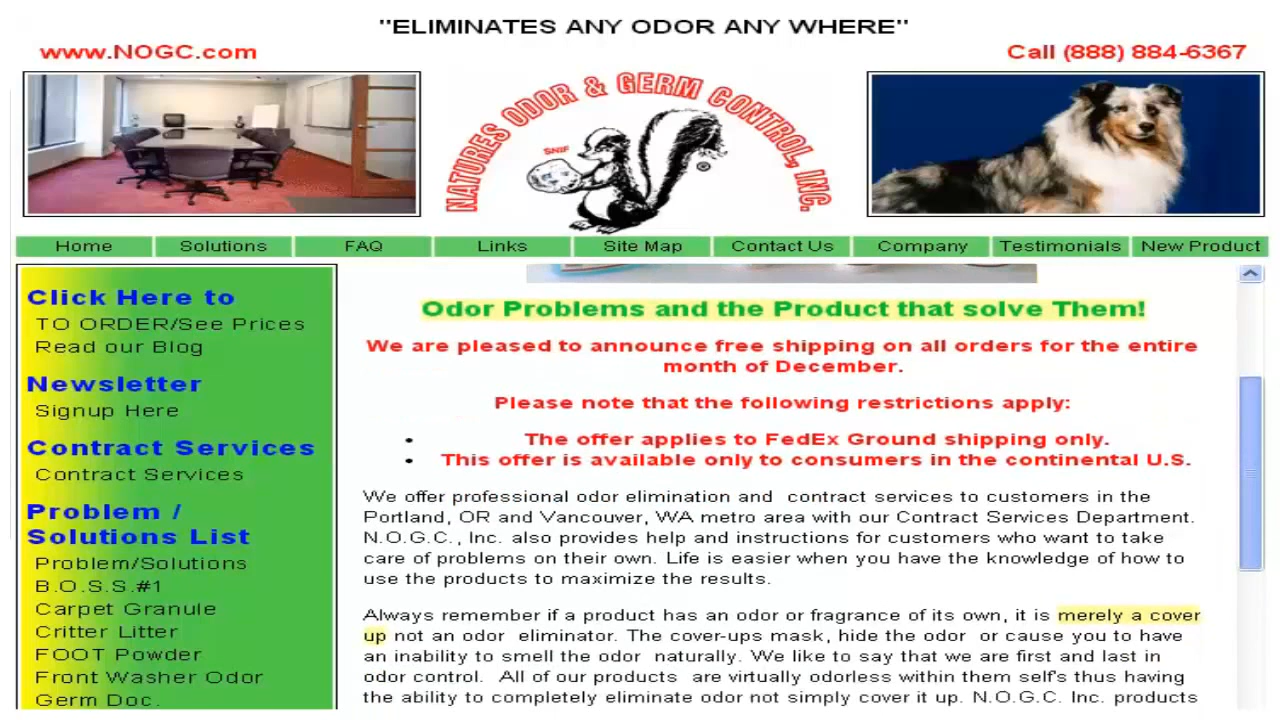 "ELIMINATES ANY ODOR ANY WHERE"
www.NOGC.com
Call (888) 884-6367
NATURES ODOR & GERM CONTROL, INC.
SNIF
®
Home Solutions FAQ Links Site Map Contact Us Company Testimonials New Product
Click Here to
TO ORDER/See Prices
Read our Blog
Newsletter
Signup Here
Contract Services
Contract Services
Problem /
Solutions List
Problem/Solutions
B.O.S.S.#1
Carpet Granule
Critter Litter
FOOT Powder
Front Washer Odor
Germ Doc.
Odor Problems and the Product that solve Them!
We are pleased to announce free shipping on all orders for the entire
month of December.
Please note that the following restrictions apply:
• The offer applies to FedEx Ground shipping only.
• This offer is available only to consumers in the continental U.S.
We offer professional odor elimination and contract services to customers in the
Portland, OR and Vancouver, WA metro area with our Contract Services Department.
N.O.G.C., Inc. also provides help and instructions for customers who want to take
care of problems on their own. Life is easier when you have the knowledge of how to
use the products to maximize the results.
Always remember if a product has an odor or fragrance of its own, it is merely a cover
up not an odor eliminator. The cover-ups mask, hide the odor or cause you to have
an inability to smell the odor naturally. We like to say that we are first and last in
odor control. All of our products are virtually odorless within them self's thus having
the ability to completely eliminate odor not simply cover it up. N.O.G.C. Inc. products